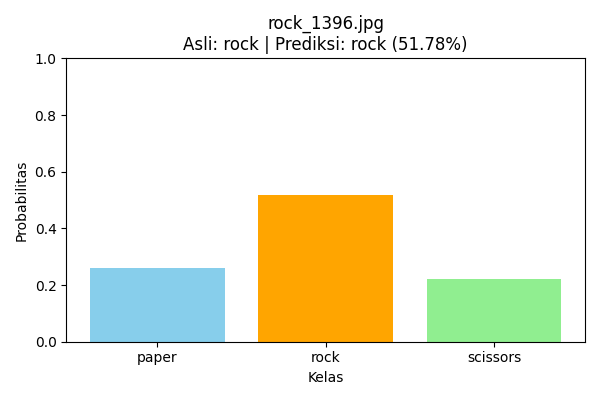 rock_1396.jpg
Asli: rock | Prediksi: rock (51.78%)
1.0
0.8
0.6
0.4
0.2
0.0
Probabilitas
paper rock scissors
Kelas